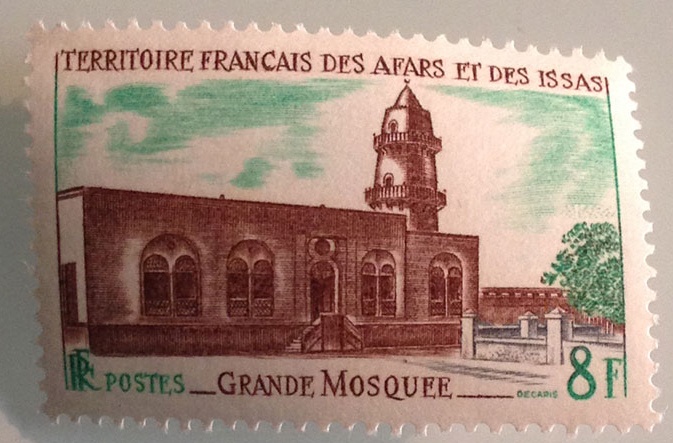 TERRITOIRE FRANCAIS DES AFARS ET DES ISSAS
RF POSTES — GRANDE MOSQUEE — DECARIS 8F